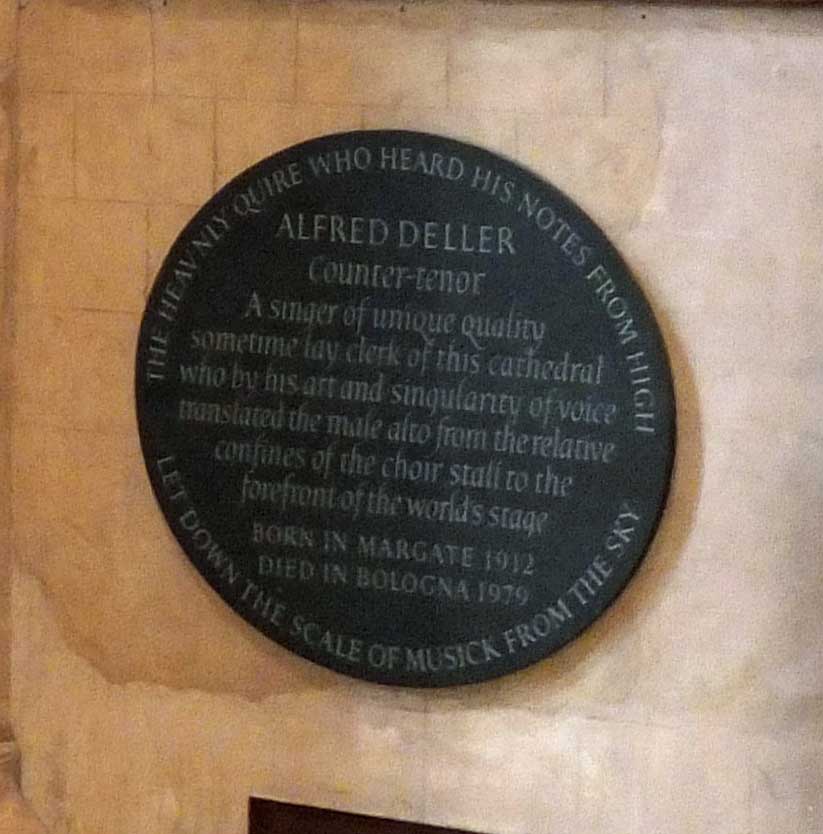 THE HEAVNLY QUIRE WHO HEARD HIS NOTES FROM HIGH
ALFRED DELLER
Counter-tenor
A singer of unique quality
sometime lay clerk of this cathedral
who by his art and singularity of voice
translated the male alto from the relative
confines of the choir stall to the
forefront of the world's stage
BORN IN MARGATE 1912
DIED IN BOLOGNA 1979
LET DOWN THE SCALE OF MUSICK FROM THE SKY